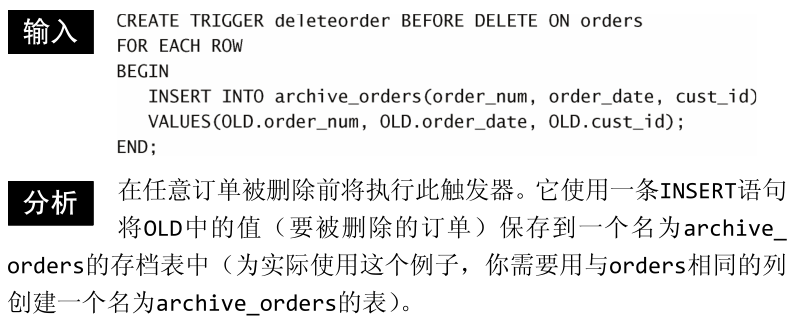 输入
CREATE TRIGGER deleteorder BEFORE DELETE ON orders
FOR EACH ROW
BEGIN
   INSERT INTO archive_orders(order_num, order_date, cust_id)
   VALUES(OLD.order_num, OLD.order_date, OLD.cust_id);
END;
分析
在任意订单被删除前将执行此触发器。它使用一条INSERT语句
将OLD中的值（要被删除的订单）保存到一个名为archive_
orders的存档表中（为实际使用这个例子，你需要用与orders相同的列
创建一个名为archive_orders的表）。